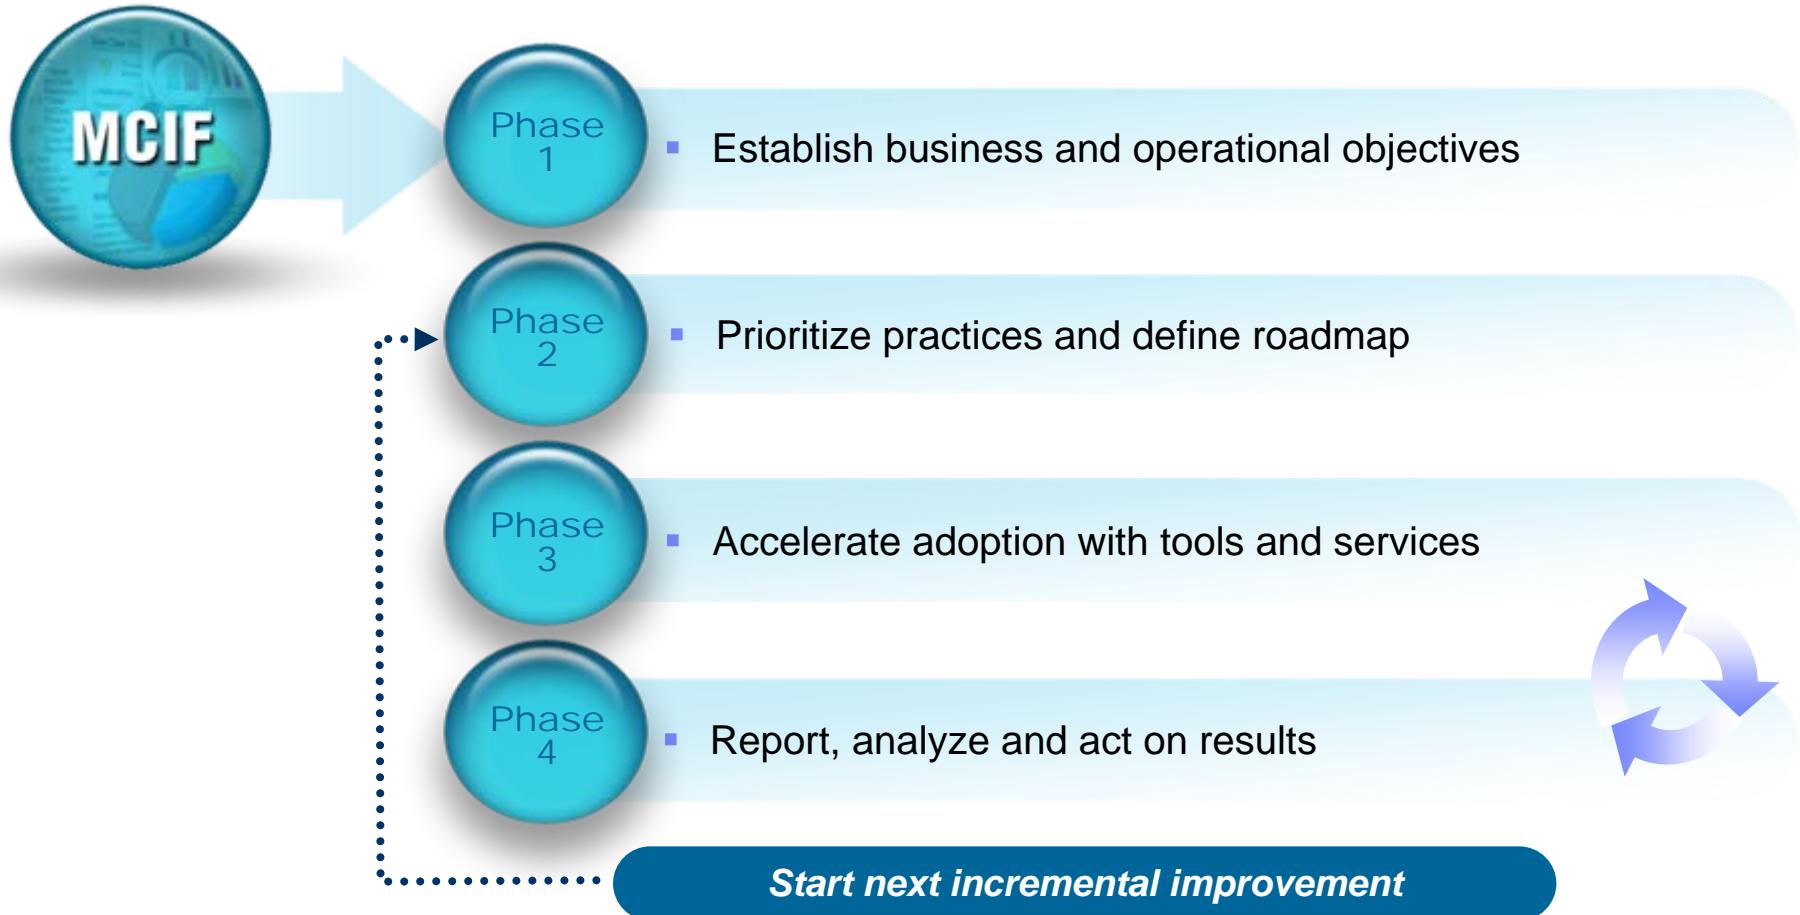 MCIF
Phase
1
▪ Establish business and operational objectives
Phase
2
▪ Prioritize practices and define roadmap
Phase
3
▪ Accelerate adoption with tools and services
Phase
4
▪ Report, analyze and act on results
Start next incremental improvement